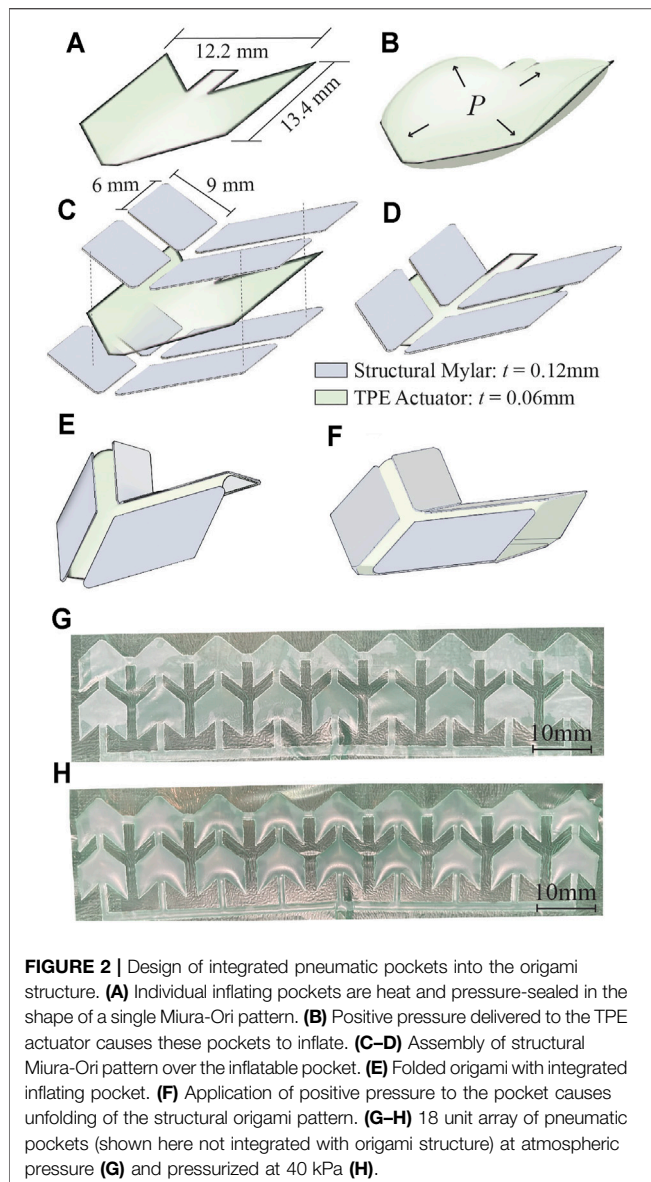 A
12.2 mm
13.4 mm
B
P
6 mm
9 mm
C
D
Structural Mylar: t = 0.12mm
TPE Actuator: t = 0.06mm
E
F
G
10mm
H
10mm
FIGURE 2 | Design of integrated pneumatic pockets into the origami
structure. (A) Individual inflating pockets are heat and pressure-sealed in the
shape of a single Miura-Ori pattern. (B) Positive pressure delivered to the TPE
actuator causes these pockets to inflate. (C–D) Assembly of structural
Miura-Ori pattern over the inflatable pocket. (E) Folded origami with integrated
inflating pocket. (F) Application of positive pressure to the pocket causes
unfolding of the structural origami pattern. (G–H) 18 unit array of pneumatic
pockets (shown here not integrated with origami structure) at atmospheric
pressure (G) and pressurized at 40 kPa (H).